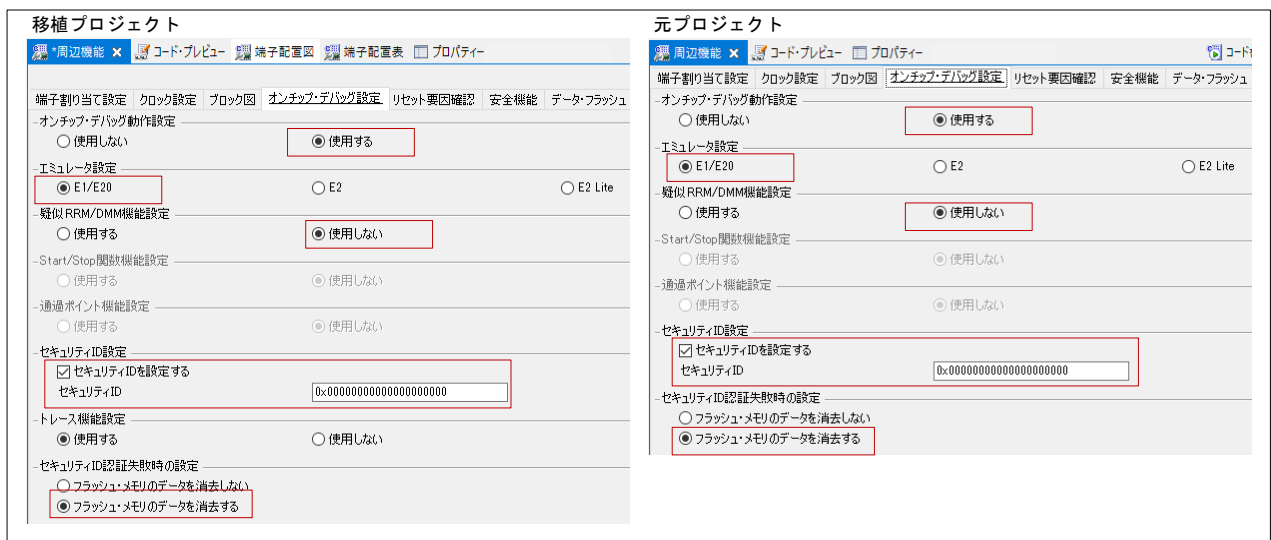 移植プロジェクト
*周辺機能 コード・プレビュー 端子配置図 端子配置表 プロパティー
端子割り当て設定 クロック設定 ブロック図 オンチップ・デバッグ設定 リセット要因確認 安全機能 データ・フラッシュ
オンチップ・デバッグ動作設定
使用しない 使用する
エミュレータ設定
E1/E20 E2 E2 Lite
疑似RRM/DMM機能設定
使用する 使用しない
Start/Stop関数機能設定
使用する 使用しない
通過ポイント機能設定
使用する 使用しない
セキュリティID設定
セキュリティIDを設定する
セキュリティID 0x00000000000000000000
トレース機能設定
使用する 使用しない
セキュリティID認証失敗時の設定
フラッシュ・メモリのデータを消去しない
フラッシュ・メモリのデータを消去する
元プロジェクト
周辺機能 コード・プレビュー プロパティー コード
端子割り当て設定 クロック設定 ブロック図 オンチップ・デバッグ設定 リセット要因確認 安全機能 データ・フラッシュ
オンチップ・デバッグ動作設定
使用しない 使用する
エミュレータ設定
E1/E20 E2 E2 Lite
疑似RRM/DMM機能設定
使用する 使用しない
Start/Stop関数機能設定
使用する 使用しない
通過ポイント機能設定
使用する 使用しない
セキュリティID設定
セキュリティIDを設定する
セキュリティID 0x00000000000000000000
セキュリティID認証失敗時の設定
フラッシュ・メモリのデータを消去しない
フラッシュ・メモリのデータを消去する